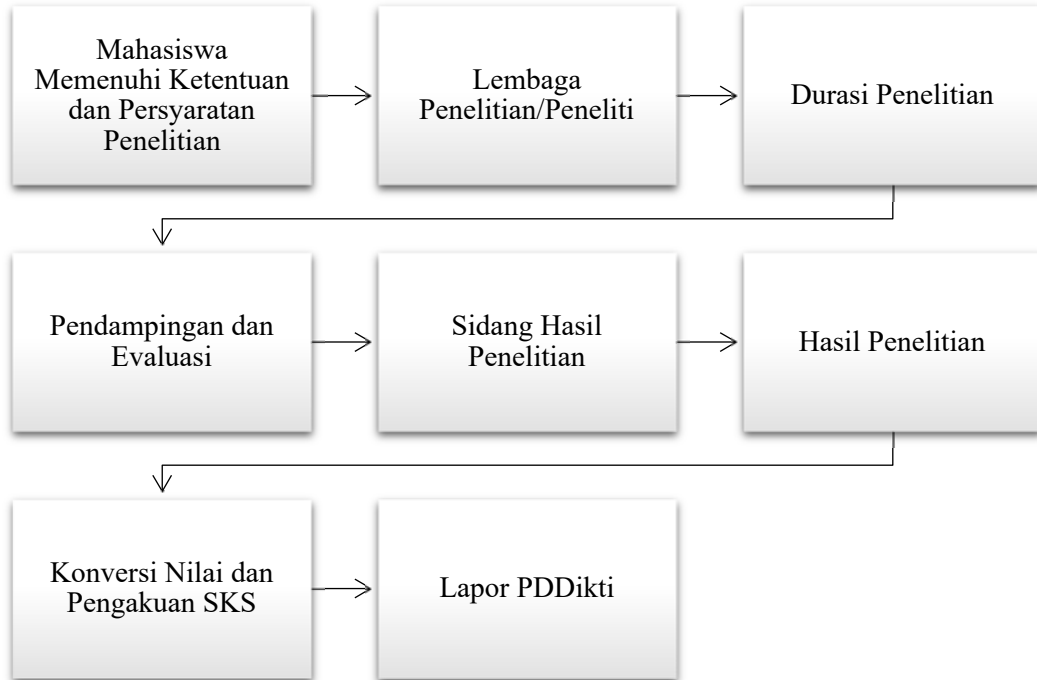 Mahasiswa
Memenuhi Ketentuan
dan Persyaratan
Penelitian
Lembaga
Penelitian/Peneliti
Durasi Penelitian
Pendampingan dan
Evaluasi
Sidang Hasil
Penelitian
Hasil Penelitian
Konversi Nilai dan
Pengakuan SKS
Lapor PDDikti